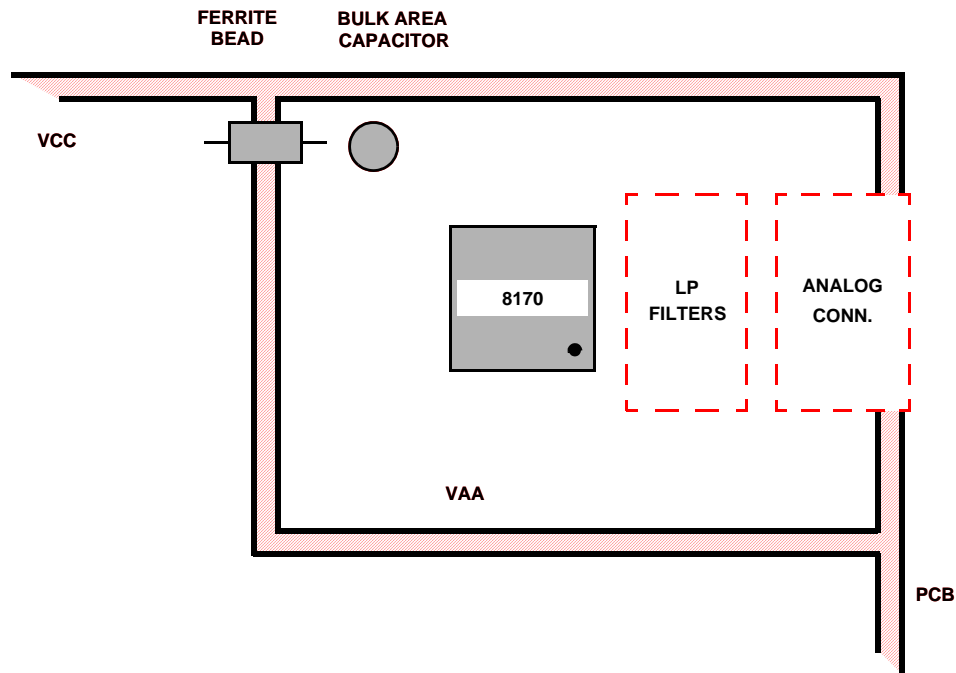 FERRITE
BEAD
BULK AREA
CAPACITOR
VCC
8170
LP
FILTERS
ANALOG
CONN.
VAA
PCB